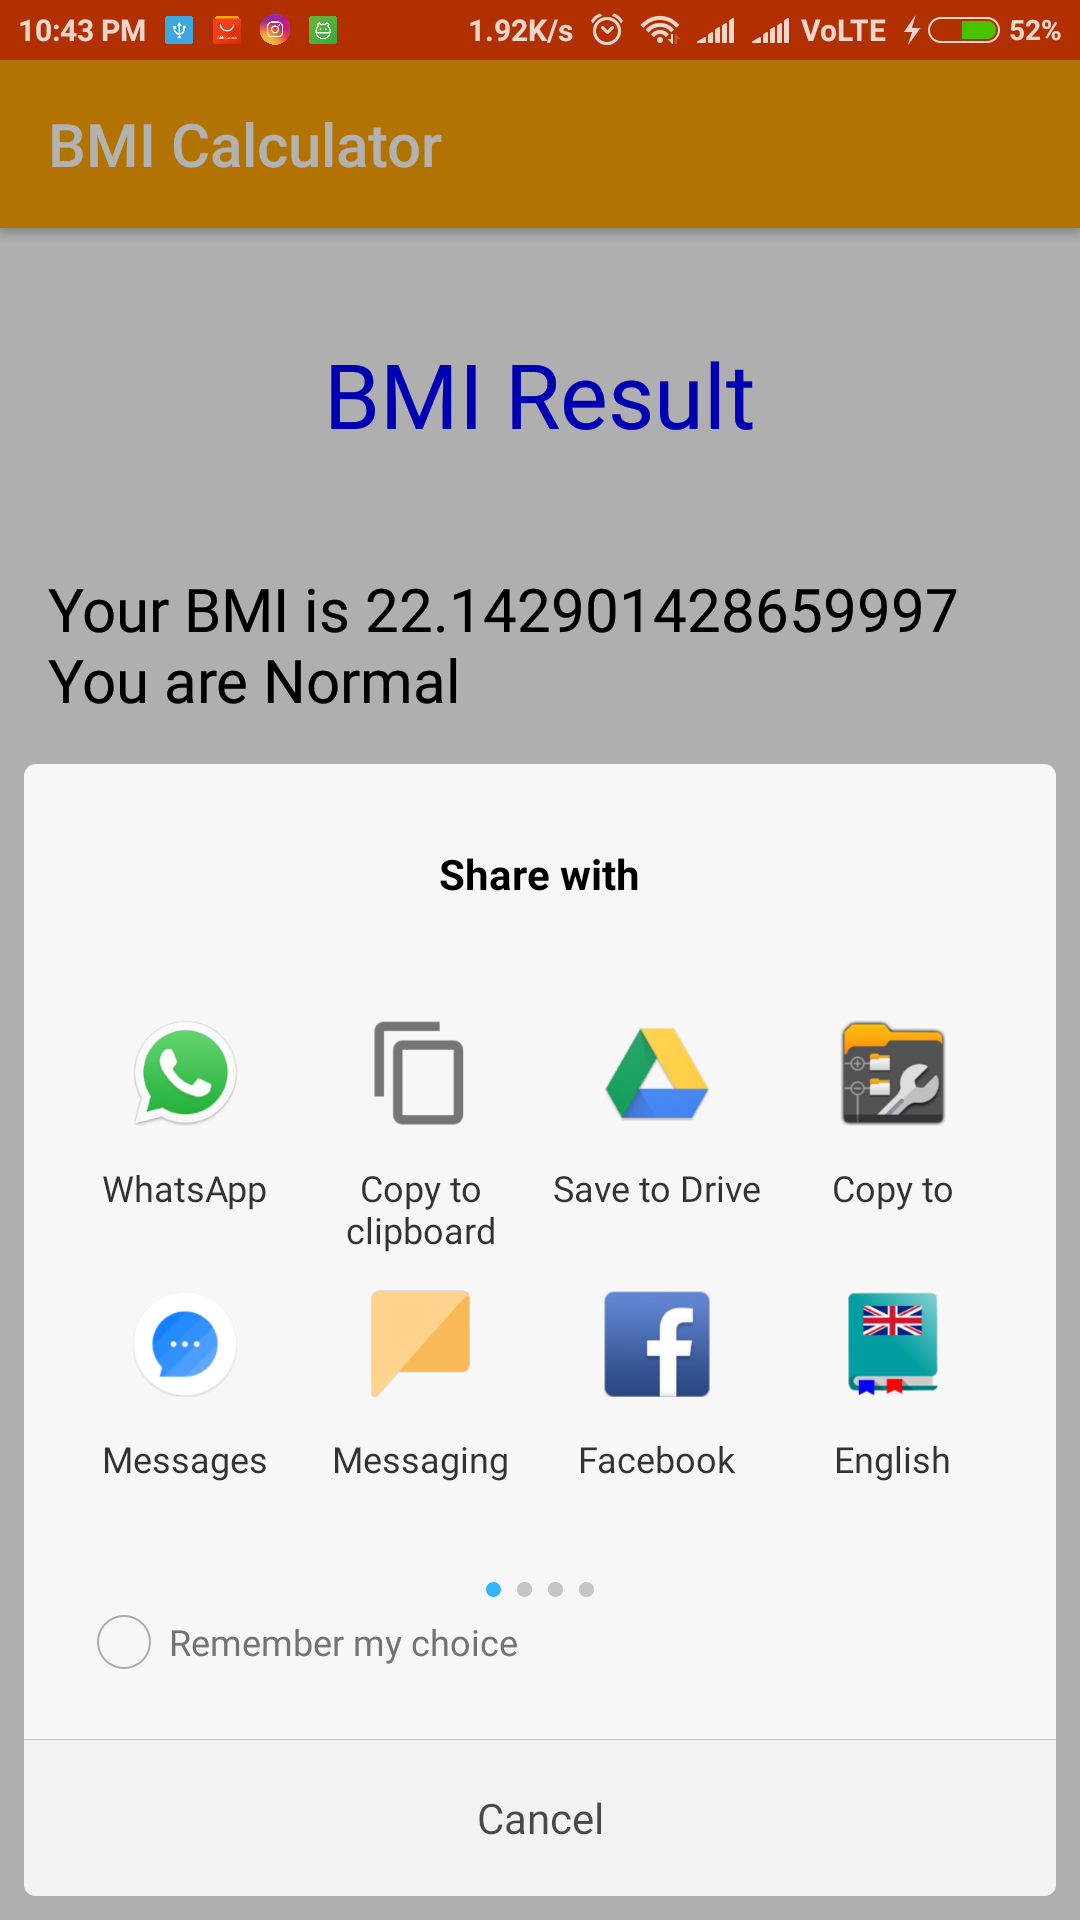 10:43 PM 1.92K/s VoLTE 52%
BMI Calculator
BMI Result
Your BMI is 22.142901428659997
You are Normal
Share with
WhatsApp Copy to clipboard Save to Drive Copy to
Messages Messaging Facebook English
Remember my choice
Cancel